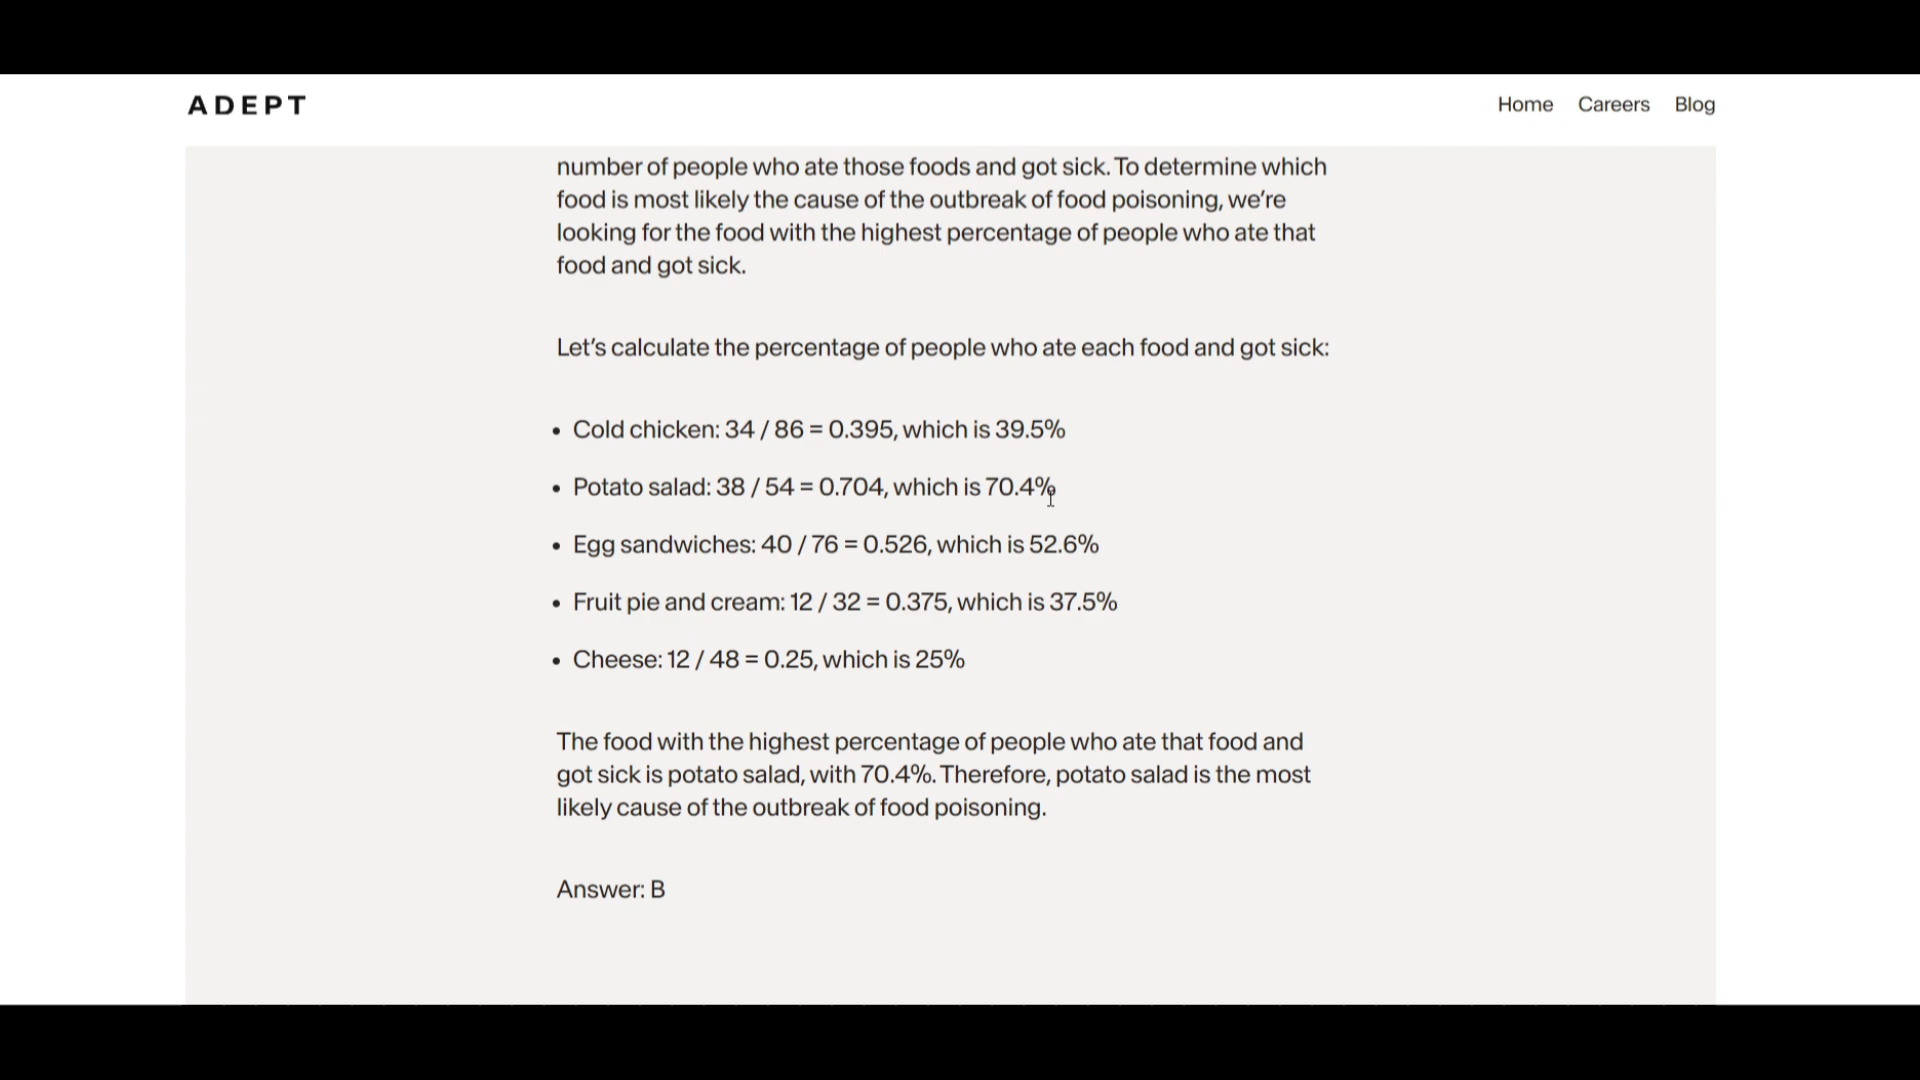 ADEPT
Home Careers Blog
number of people who ate those foods and got sick. To determine which
food is most likely the cause of the outbreak of food poisoning, we’re
looking for the food with the highest percentage of people who ate that
food and got sick.
Let’s calculate the percentage of people who ate each food and got sick:
• Cold chicken: 34 / 86 = 0.395, which is 39.5%
• Potato salad: 38 / 54 = 0.704, which is 70.4%
• Egg sandwiches: 40 / 76 = 0.526, which is 52.6%
• Fruit pie and cream: 12 / 32 = 0.375, which is 37.5%
• Cheese: 12 / 48 = 0.25, which is 25%
The food with the highest percentage of people who ate that food and
got sick is potato salad, with 70.4%. Therefore, potato salad is the most
likely cause of the outbreak of food poisoning.
Answer: B